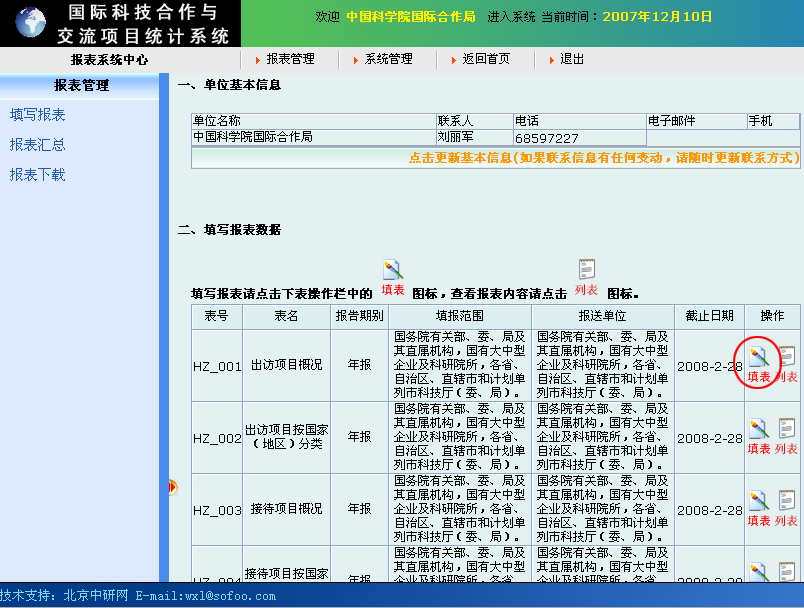 国际科技合作与
交流项目统计系统
欢迎 中国科学院国际合作局 进入系统 当前时间：2007年12月10日
报表系统中心
报表管理 系统管理 返回首页 退出
报表管理
填写报表
报表汇总
报表下载
一、单位基本信息
单位名称 联系人 电话 电子邮件 手机
中国科学院国际合作局 刘丽军 68597227
点击更新基本信息(如果联系信息有任何变动，请随时更新联系方式)
二、填写报表数据
填写报表请点击下表操作栏中的 填表 图标，查看报表内容请点击 列表 图标。
表号 表名 报告期别 填报范围 报送单位 截止日期 操作
HZ_001 出访项目概况 年报
国务院有关部、委、局及
其直属机构，国有大中型
企业及科研院所，各省、
自治区、直辖市和计划单
列市科技厅（委、局）。
国务院有关部、委、局及
其直属机构，国有大中型
企业及科研院所，各省、
自治区、直辖市和计划单
列市科技厅（委、局）。
2008-2-28 填表 列表
HZ_002 出访项目按国家
（地区）分类
年报
国务院有关部、委、局及
其直属机构，国有大中型
企业及科研院所，各省、
自治区、直辖市和计划单
列市科技厅（委、局）。
国务院有关部、委、局及
其直属机构，国有大中型
企业及科研院所，各省、
自治区、直辖市和计划单
列市科技厅（委、局）。
2008-2-28 填表 列表
HZ_003 接待项目概况 年报
国务院有关部、委、局及
其直属机构，国有大中型
企业及科研院所，各省、
自治区、直辖市和计划单
列市科技厅（委、局）。
国务院有关部、委、局及
其直属机构，国有大中型
企业及科研院所，各省、
自治区、直辖市和计划单
列市科技厅（委、局）。
2008-2-28 填表 列表
HZ_004 接待项目按国家
年报
国务院有关部、委、局及
其直属机构，国有大中型
企业及科研院所，各省、
国务院有关部、委、局及
其直属机构，国有大中型
企业及科研院所，各省、
2008-2-28
技术支持：北京中研网 E-mail:wxl@sofoo.com